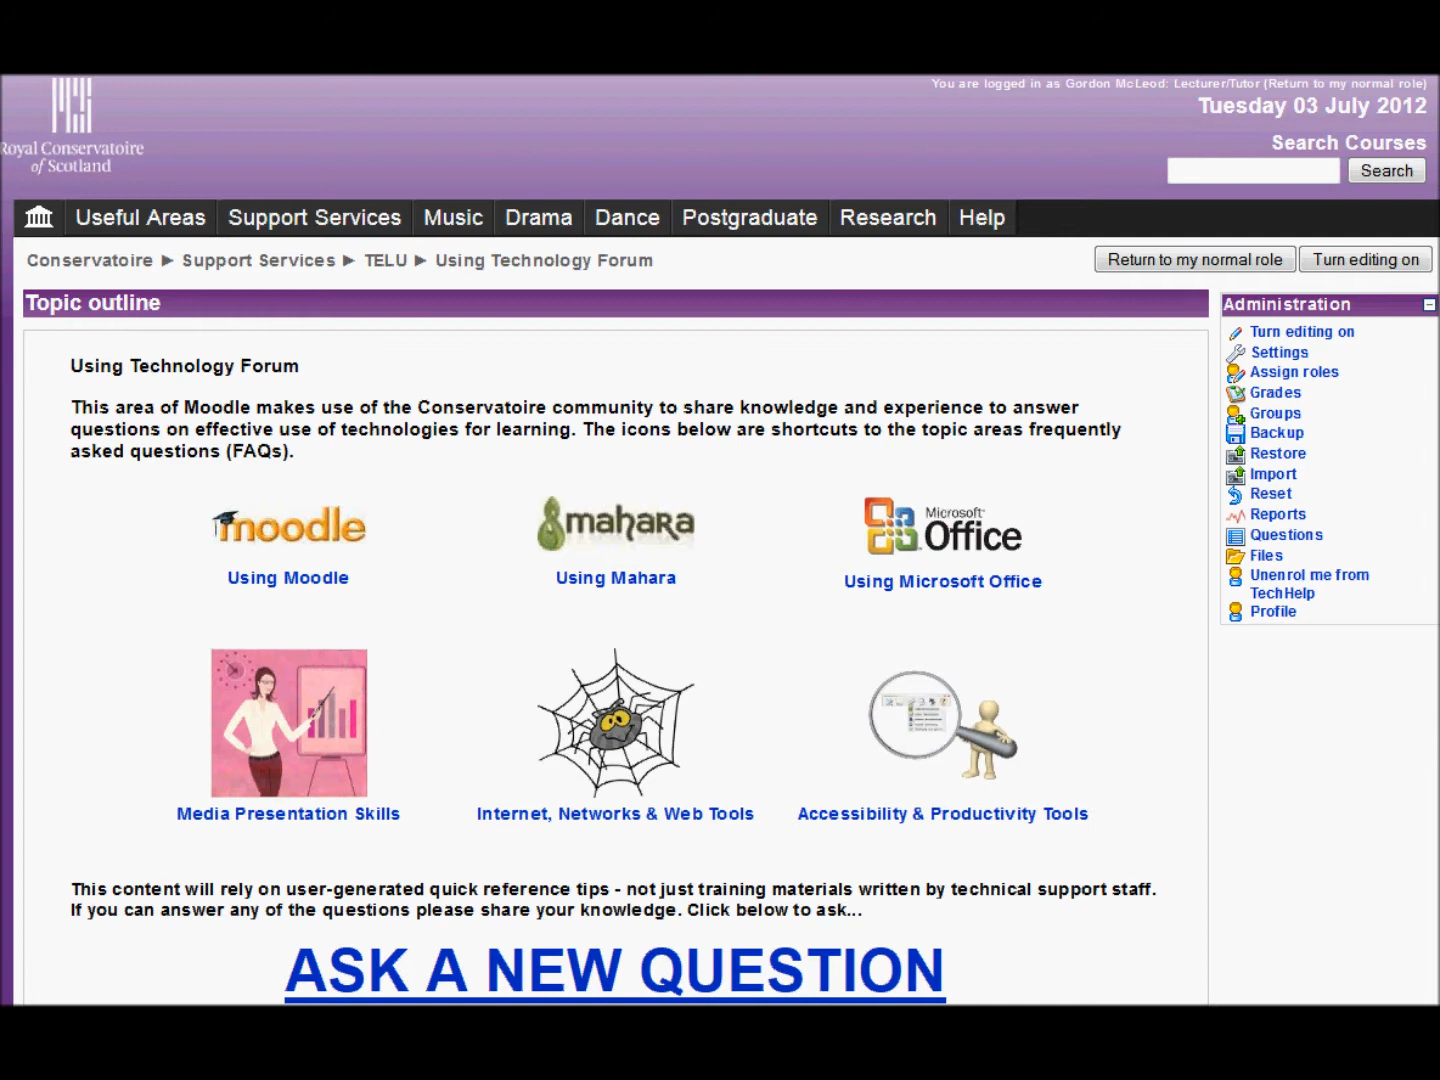 You are logged in as Gordon McLeod: Lecturer/Tutor (Return to my normal role)
Tuesday 03 July 2012
Royal Conservatoire
of Scotland
Search Courses
Search
Useful Areas Support Services Music Drama Dance Postgraduate Research Help
Conservatoire ► Support Services ► TELU ► Using Technology Forum
Return to my normal role Turn editing on
Topic outline
Using Technology Forum
This area of Moodle makes use of the Conservatoire community to share knowledge and experience to answer
questions on effective use of technologies for learning. The icons below are shortcuts to the topic areas frequently
asked questions (FAQs).
moodle
mahara
Microsoft
Office
Using Moodle
Using Mahara
Using Microsoft Office
Media Presentation Skills
Internet, Networks & Web Tools
Accessibility & Productivity Tools
This content will rely on user-generated quick reference tips - not just training materials written by technical support staff.
If you can answer any of the questions please share your knowledge. Click below to ask...
ASK A NEW QUESTION
Administration
Turn editing on
Settings
Assign roles
Grades
Groups
Backup
Restore
Import
Reset
Reports
Questions
Files
Unenrol me from
TechHelp
Profile